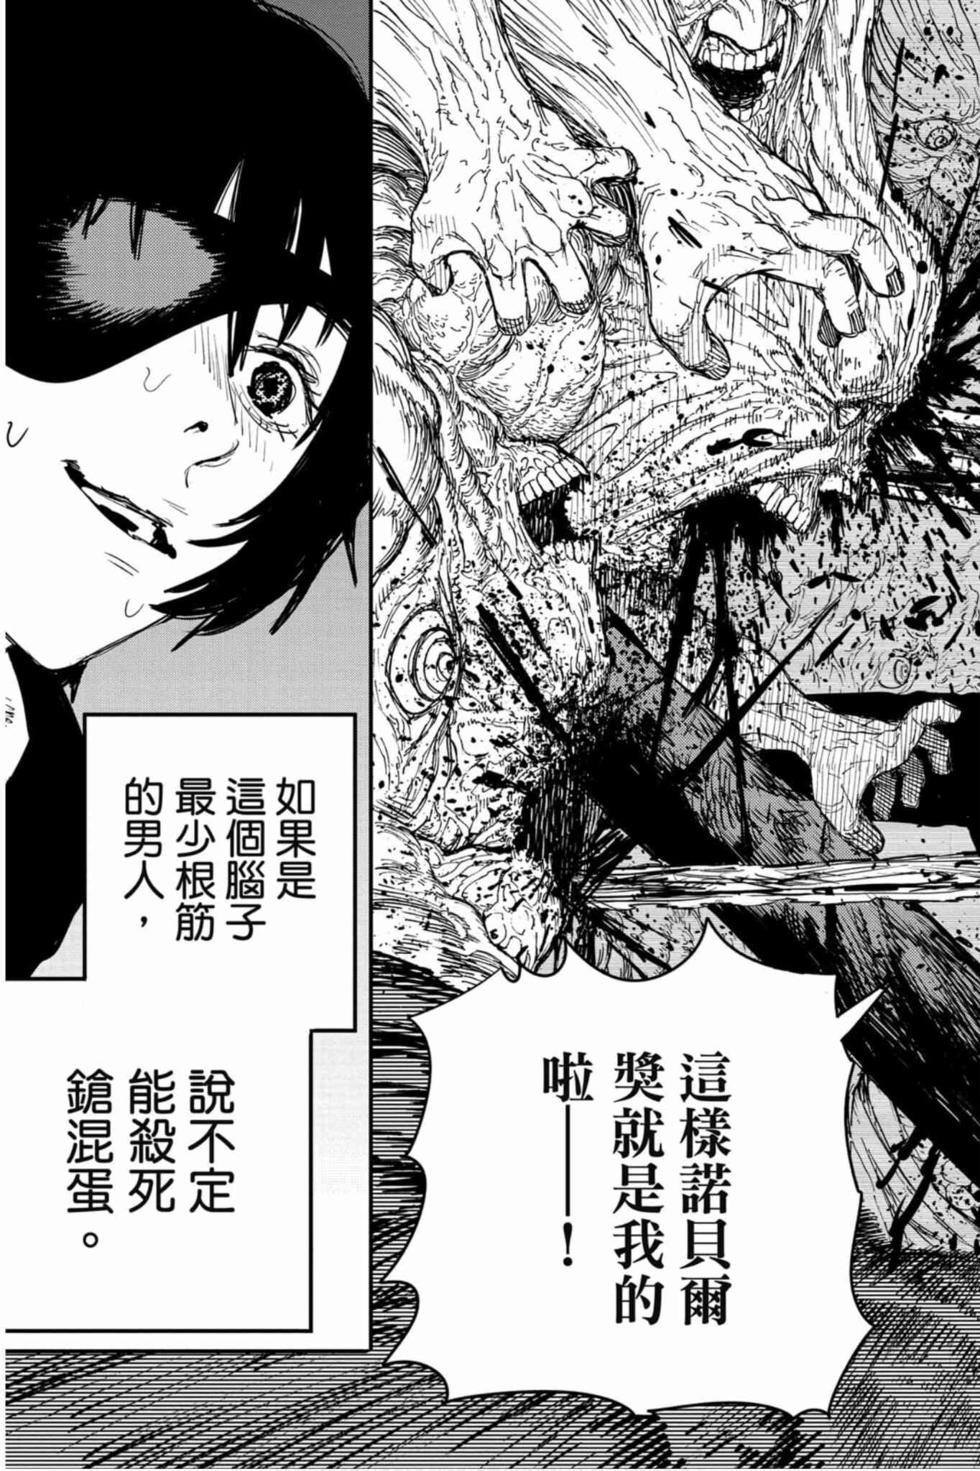 這樣諾貝爾
獎就是我的
啦——！
如果是
這個腦子
最少根筋
的男人，
說不定
能殺死
鎗混蛋。